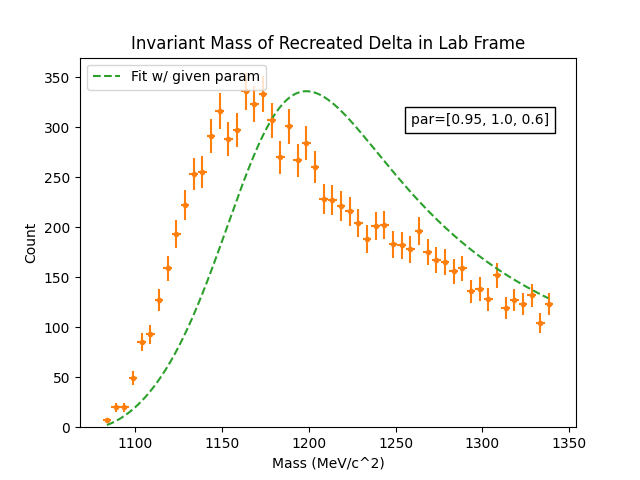 Invariant Mass of Recreated Delta in Lab Frame
Fit w/ given param
par=[0.95, 1.0, 0.6]
350
300
250
200
150
100
50
0
Count
1100 1150 1200 1250 1300 1350
Mass (MeV/c^2)